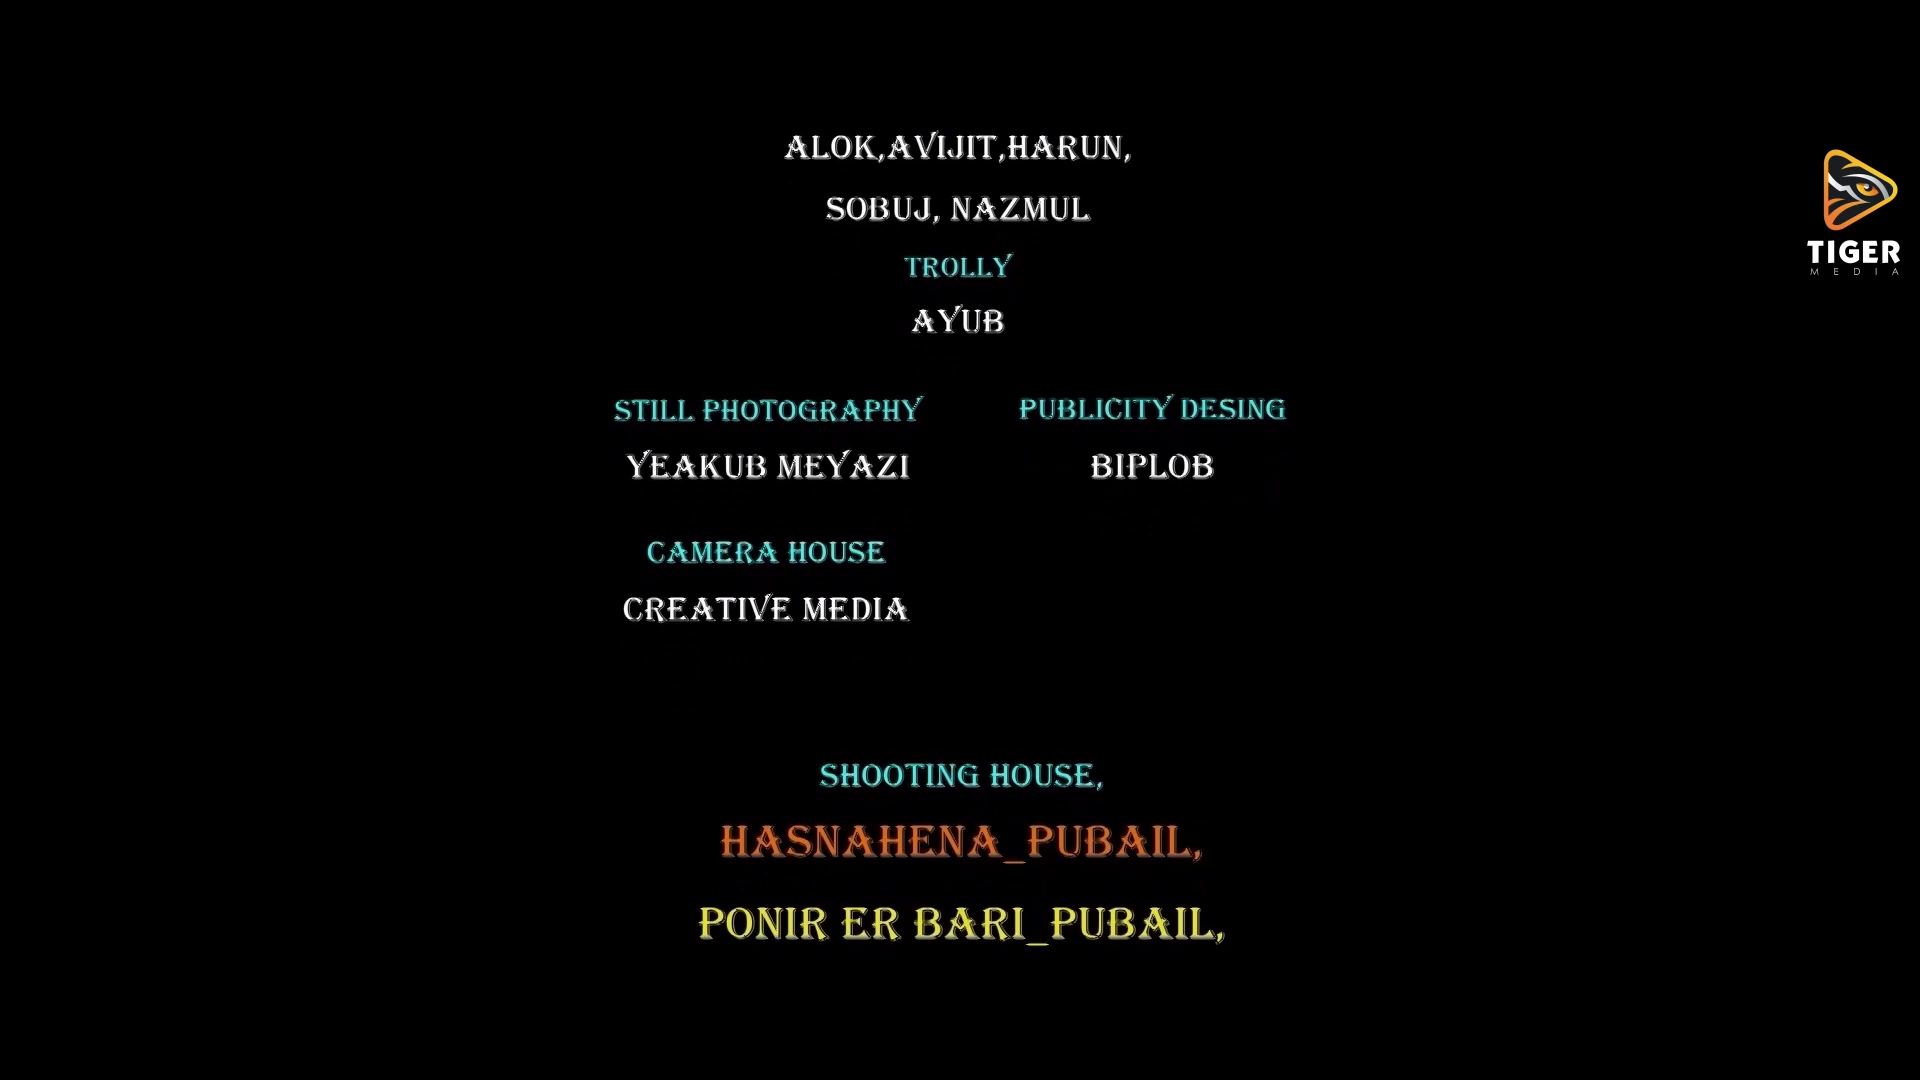 ALOK,AVIJIT,HARUN,
SOBUJ, NAZMUL
TROLLY
AYUB
STILL PHOTOGRAPHY
YEAKUB MEYAZI
PUBLICITY DESING
BIPLOB
CAMERA HOUSE
CREATIVE MEDIA
SHOOTING HOUSE,
HASNAHENA_PUBAIL,
PONIR ER BARI_PUBAIL,
TIGER
MEDIA